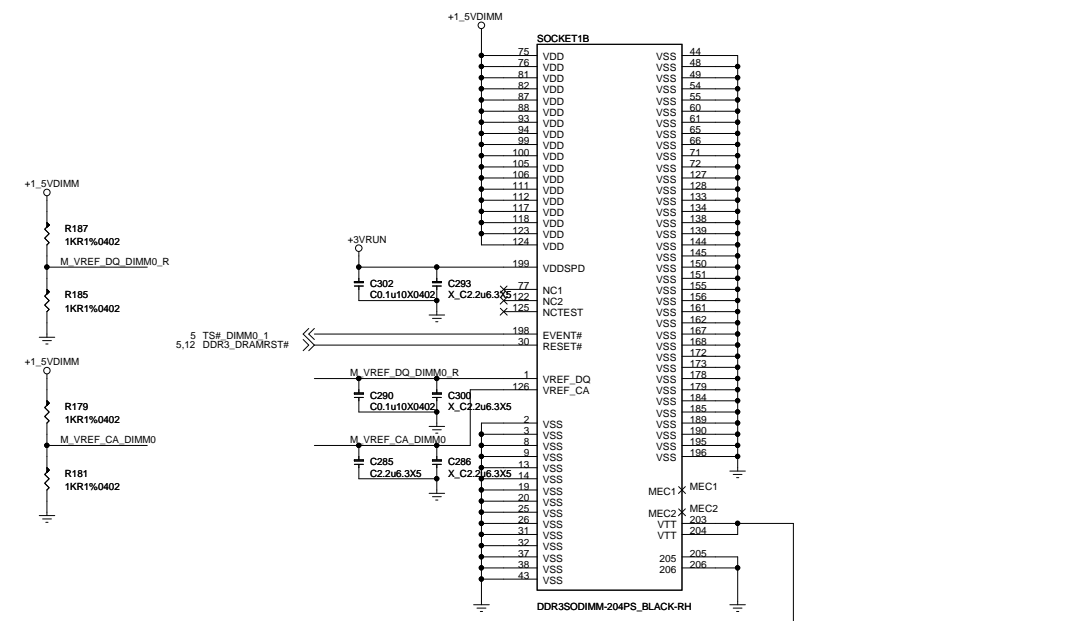 +1_5VDIMM
SOCKET1B
75 VDD VSS 44
76 VDD VSS 48
81 VDD VSS 49
82 VDD VSS 54
87 VDD VSS 55
88 VDD VSS 60
93 VDD VSS 61
94 VDD VSS 65
99 VDD VSS 66
100 VDD VSS 71
105 VDD VSS 72
106 VDD VSS 127
111 VDD VSS 128
112 VDD VSS 133
117 VDD VSS 134
118 VDD VSS 138
123 VDD VSS 139
124 VDD VSS 144
VSS 145
199 VDDSPD VSS 150
VSS 151
77 NC1 VSS 155
122 NC2 VSS 156
125 NCTEST VSS 161
VSS 162
198 EVENT# VSS 167
30 RESET# VSS 168
VSS 172
VSS 173
1 VREF_DQ VSS 178
126 VREF_CA VSS 179
VSS 184
VSS 185
2 VSS VSS 189
3 VSS VSS 190
8 VSS VSS 195
9 VSS VSS 196
13 VSS
14 VSS
19 VSS MEC1 MEC1
20 VSS
25 VSS MEC2 MEC2
26 VSS VTT 203
31 VSS VTT 204
32 VSS
37 VSS 205 205
38 VSS 206 206
43 VSS
DDR3SODIMM-204PS_BLACK-RH
+1_5VDIMM
R187
1KR1%0402
M_VREF_DQ_DIMM0_R
R185
1KR1%0402
+1_5VDIMM
R179
1KR1%0402
M_VREF_CA_DIMM0
R181
1KR1%0402
+3VRUN
C302
C0.1u10X0402
C293
X_C2.2u6.3X5
5 TS#_DIMM0_1
5,12 DDR3_DRAMRST#
M_VREF_DQ_DIMM0_R
C290
C0.1u10X0402
C300
X_C2.2u6.3X5
M_VREF_CA_DIMM0
C285
C2.2u6.3X5
C286
X_C2.2u6.3X5